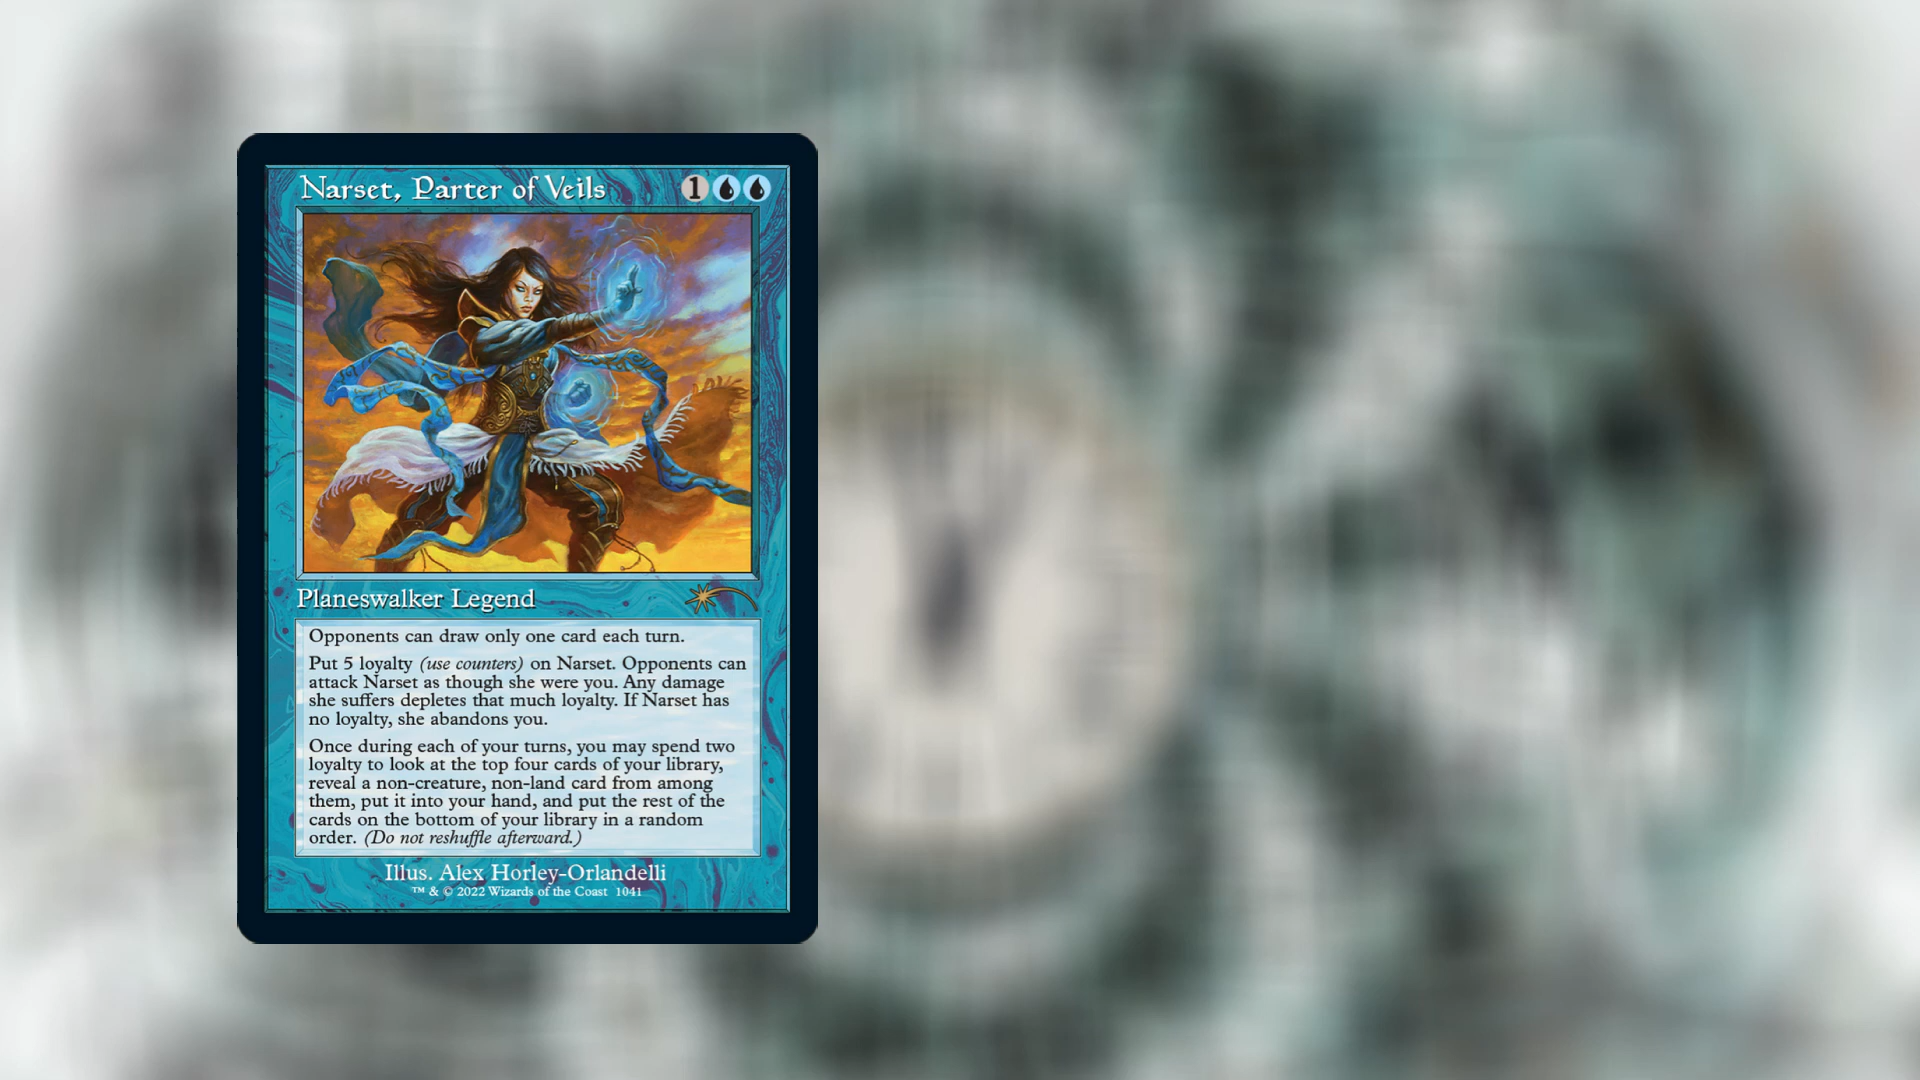 Narset, Parter of Veils 1
Planeswalker Legend
Opponents can draw only one card each turn.
Put 5 loyalty (use counters) on Narset. Opponents can
attack Narset as though she were you. Any damage
she suffers depletes that much loyalty. If Narset has
no loyalty, she abandons you.
Once during each of your turns, you may spend two
loyalty to look at the top four cards of your library,
reveal a non-creature, non-land card from among
them, put it into your hand, and put the rest of the
cards on the bottom of your library in a random
order. (Do not reshuffle afterward.)
Illus. Alex Horley-Orlandelli
™ & © 2022 Wizards of the Coast 1041